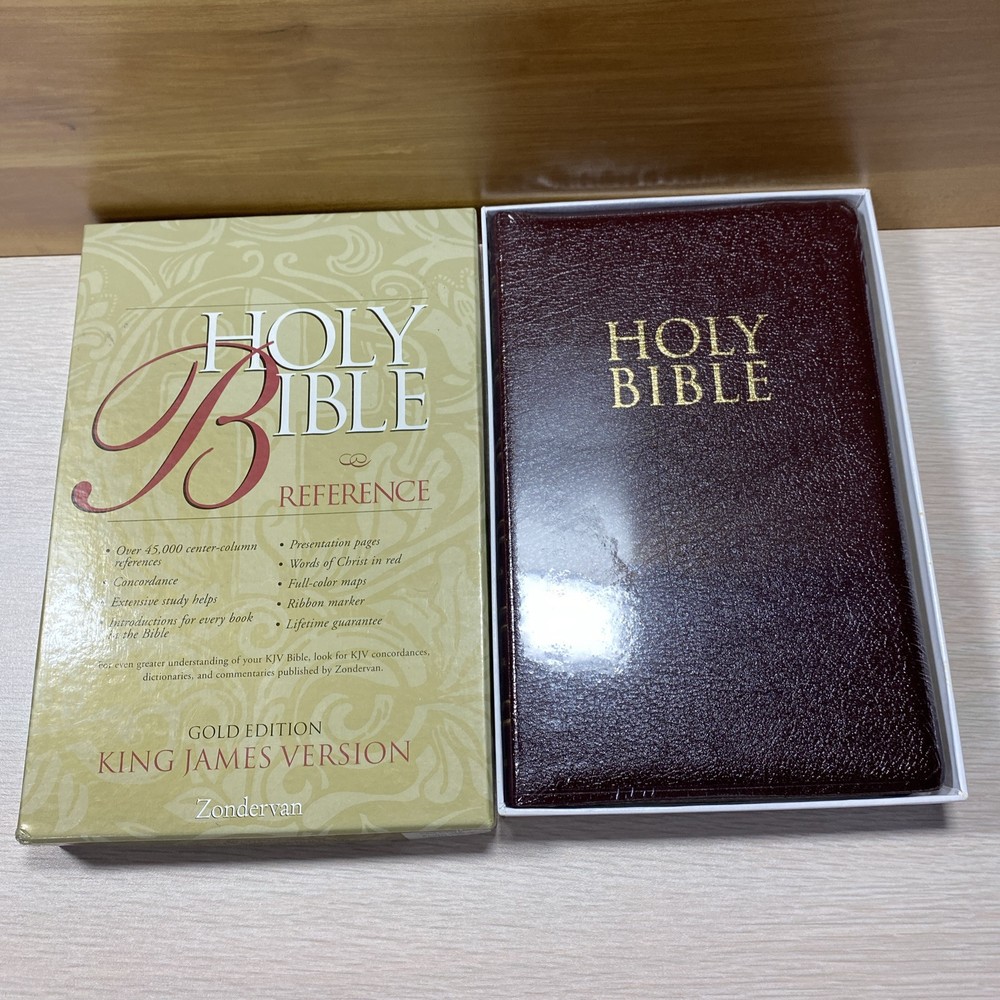 HOLY
BIBLE
REFERENCE
• Over 45,000 center-column
references
• Concordance
• Extensive study helps
• Introductions for every book
in the Bible
• Presentation pages
• Words of Christ in red
• Full-color maps
• Ribbon marker
• Lifetime guarantee
For even greater understanding of your KJV Bible, look for KJV concordances,
dictionaries, and commentaries published by Zondervan.
GOLD EDITION
KING JAMES VERSION
Zondervan
HOLY
BIBLE